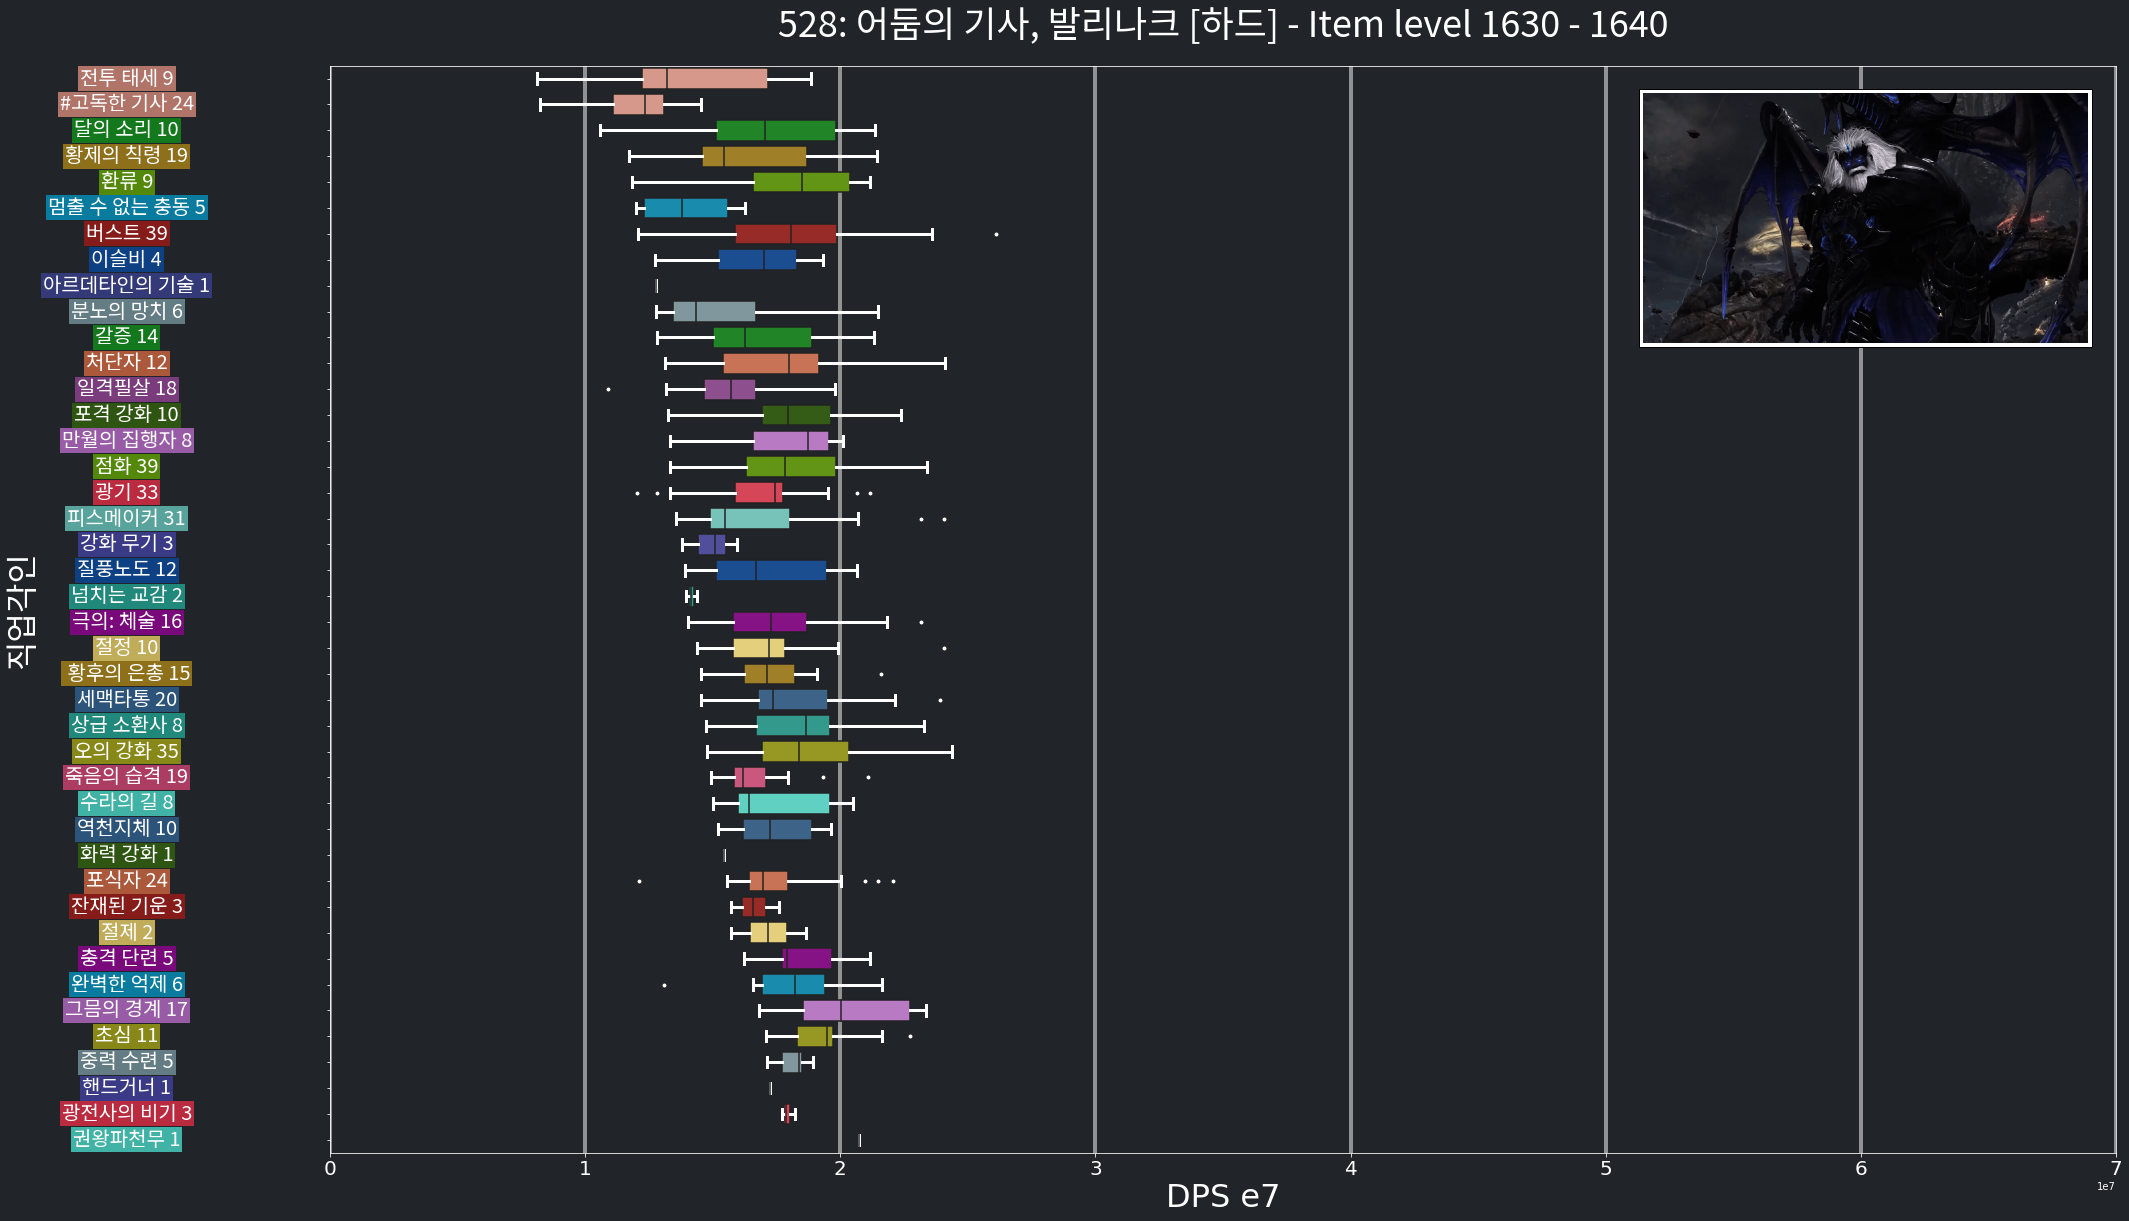 528: 어둠의 기사, 발리나크 [하드] - Item level 1630 - 1640
전투 태세 9
#고독한 기사 24
달의 소리 10
황제의 칙령 19
환류 9
멈출 수 없는 충동 5
버스트 39
이슬비 4
아르데타인의 기술 1
분노의 망치 6
갈증 14
처단자 12
일격필살 18
포격 강화 10
만월의 집행자 8
점화 39
광기 33
피스메이커 31
강화 무기 3
질풍노도 12
넘치는 교감 2
극의: 체술 16
절정 10
황후의 은총 15
세맥타통 20
상급 소환사 8
오의 강화 35
죽음의 습격 19
수라의 길 8
역천지체 10
화력 강화 1
포식자 24
잔재된 기운 3
절제 2
충격 단련 5
완벽한 억제 6
그믐의 경계 17
초심 11
중력 수련 5
핸드거너 1
광전사의 비기 3
권왕파천무 1
직업각인
0 1 2 3 4 5 6 7
1e7
DPS e7